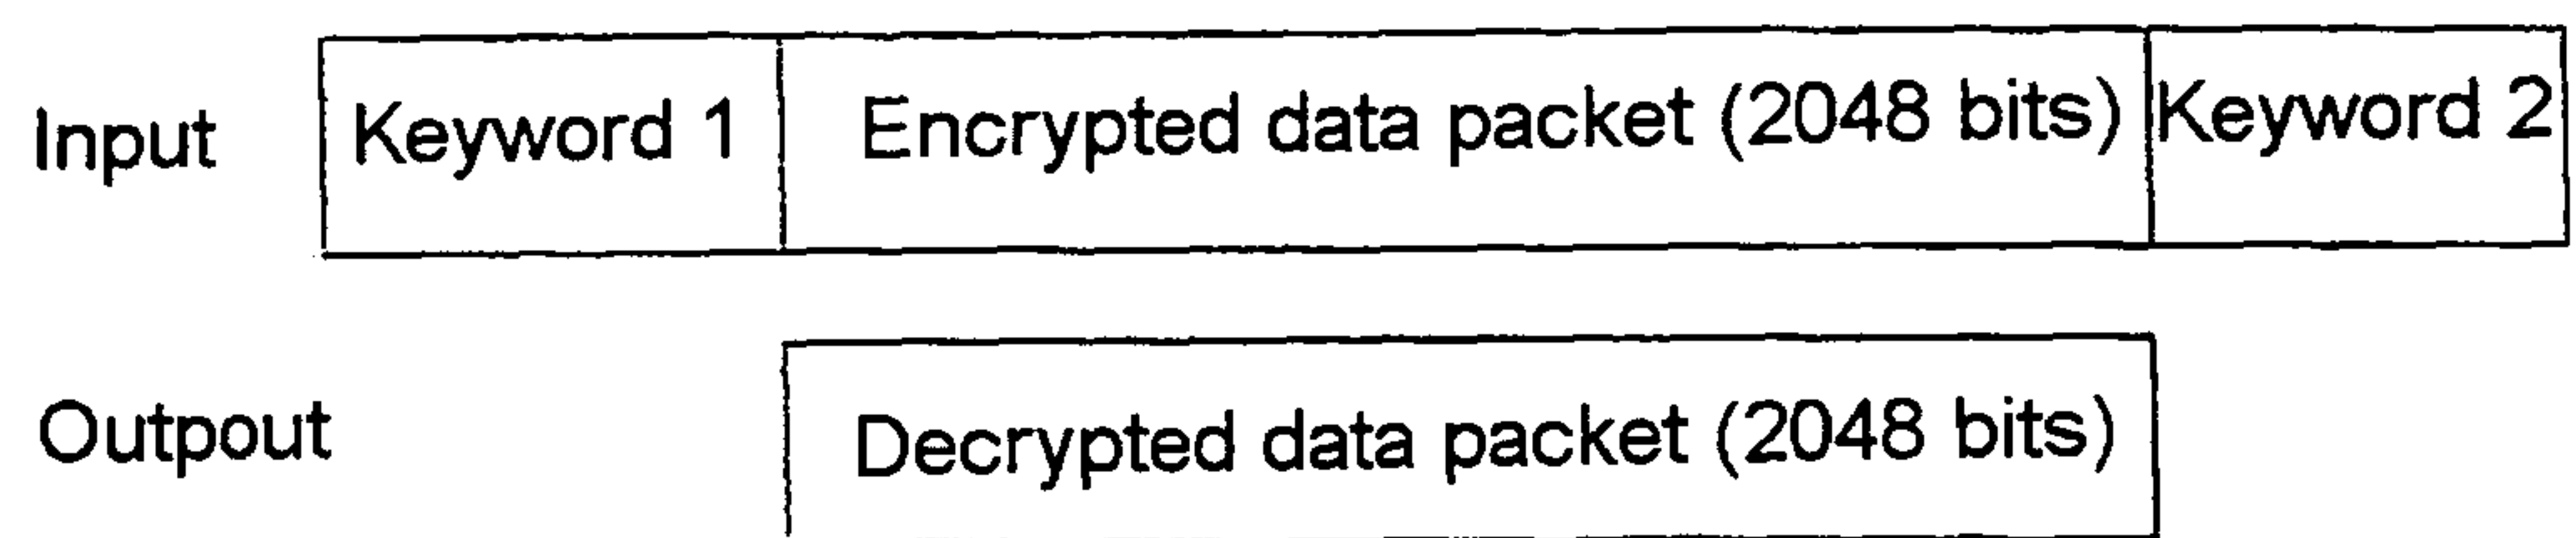 Input Keyword 1 Encrypted data packet (2048 bits) Keyword 2
Outpout Decrypted data packet (2048 bits)